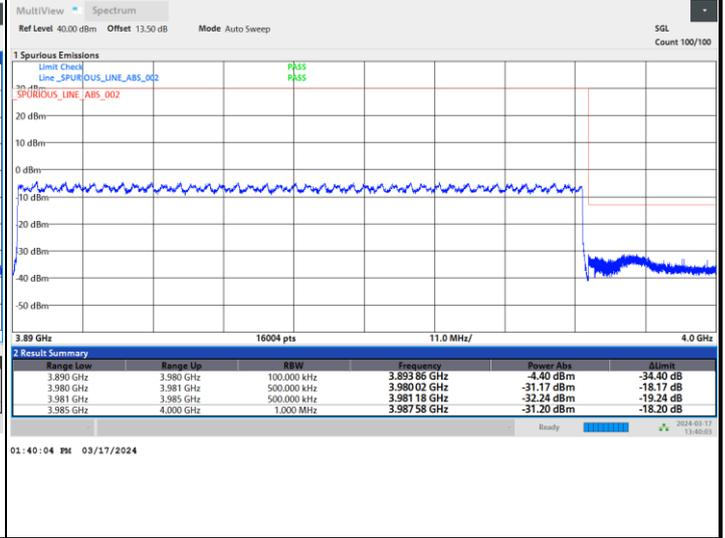 MultiView Spectrum
Ref Level 40.00 dBm Offset 13.50 dB Mode Auto Sweep SGL
Count 100/100
1 Spurious Emissions
Limit Check PASS
Line _SPURIOUS_LINE_ABS_002 PASS
30 dBm
_SPURIOUS_LINE_ABS_002
20 dBm
10 dBm
0 dBm
-10 dBm
-20 dBm
-30 dBm
-40 dBm
-50 dBm
3.89 GHz 16004 pts 11.0 MHz/ 4.0 GHz
2 Result Summary
Range Low Range Up RBW Frequency Power Abs ΔLimit
3.890 GHz 3.980 GHz 100.000 kHz 3.893 86 GHz -4.40 dBm -34.40 dB
3.980 GHz 3.981 GHz 500.000 kHz 3.980 02 GHz -31.17 dBm -18.17 dB
3.981 GHz 3.985 GHz 500.000 kHz 3.981 18 GHz -32.24 dBm -19.24 dB
3.985 GHz 4.000 GHz 1.000 MHz 3.987 58 GHz -31.20 dBm -18.20 dB
Ready 2024-03-17
13:40:03
01:40:04 PM 03/17/2024